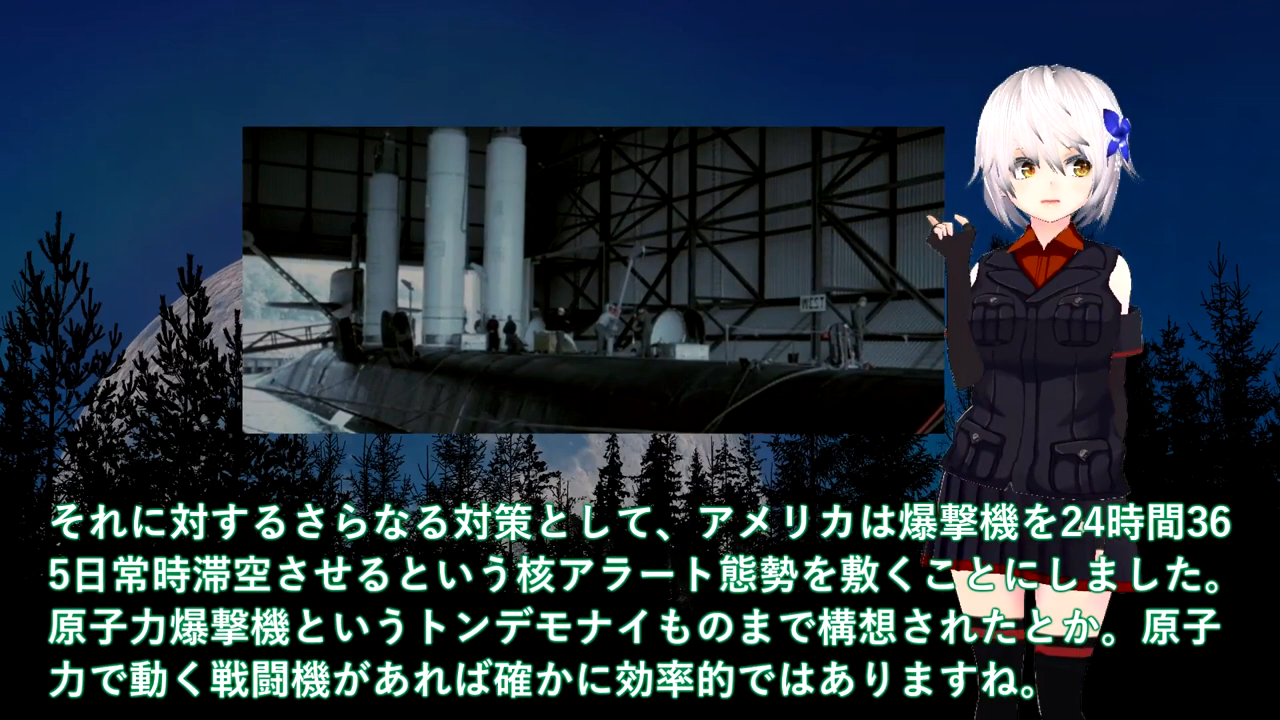 WEST
それに対するさらなる対策として、アメリカは爆撃機を24時間36
5日常時滞空させるという核アラート態勢を敷くことにしました。
原子力爆撃機というトンデモナイものまで構想されたとか。原子
力で動く戦闘機があれば確かに効率的ではありますね。